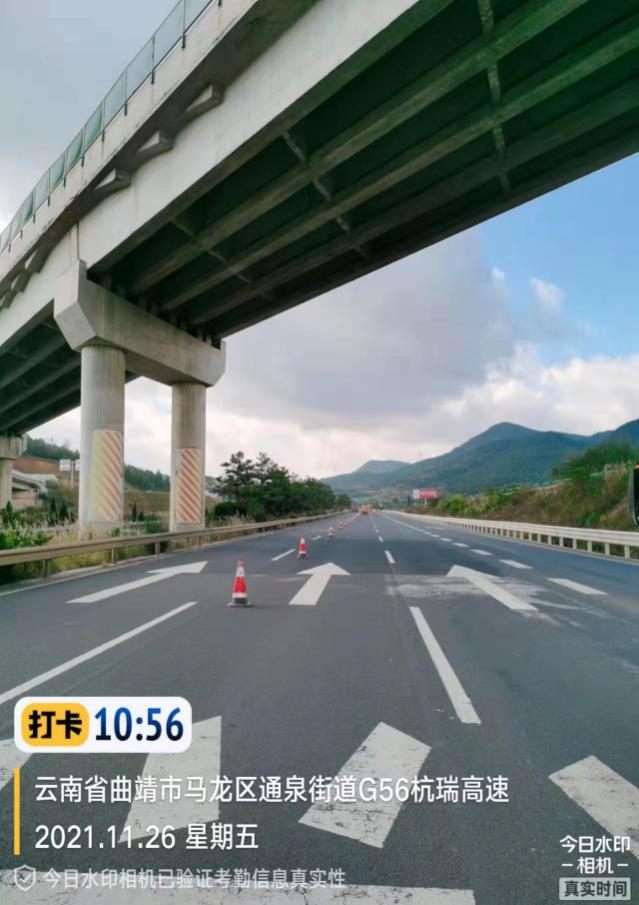 打卡 10:56
云南省曲靖市马龙区通泉街道G56杭瑞高速
2021.11.26 星期五
今日水印相机已验证考勤信息真实性
今日水印
-相机-
真实时间